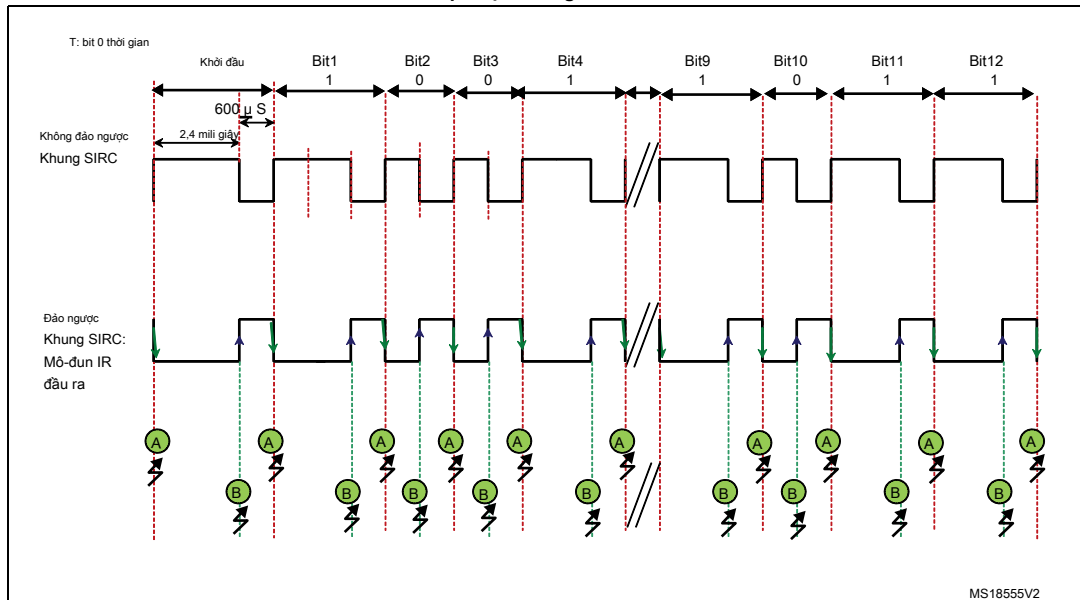 T: bit 0 thời gian
Khởi đầu
Bit1 Bit2 Bit3 Bit4 Bit9 Bit10 Bit11 Bit12
1 0 0 1 1 0 1 1
600 µ S
2,4 mili giây
Không đảo ngược
Khung SIRC
Đảo ngược
Khung SIRC:
Mô-đun IR
đầu ra
A A A A A A A A A A
B B B B B B B B B
MS18555V2